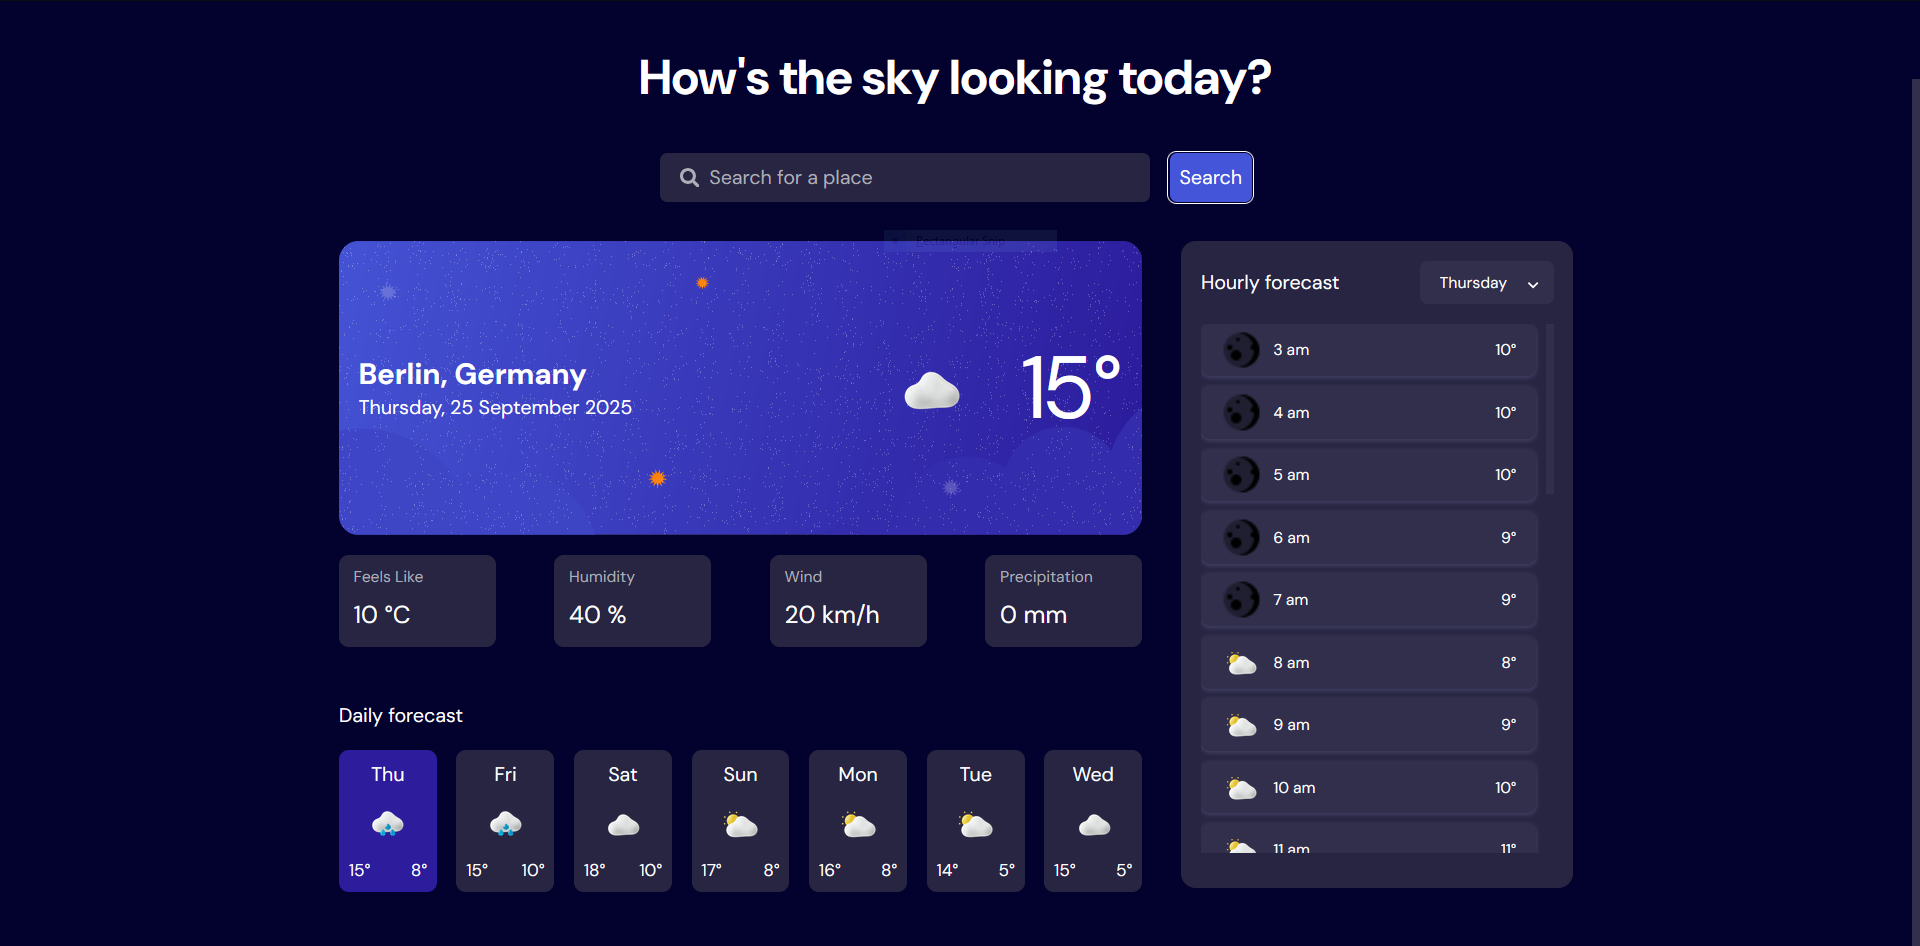 How's the sky looking today?
Search for a place
Search
Rectangular Snip
Berlin, Germany
Thursday, 25 September 2025
15°
Feels Like
10 °C
Humidity
40 %
Wind
20 km/h
Precipitation
0 mm
Daily forecast
Thu
15° 8°
Fri
15° 10°
Sat
18° 10°
Sun
17° 8°
Mon
16° 8°
Tue
14° 5°
Wed
15° 5°
Hourly forecast
Thursday
3 am 10°
4 am 10°
5 am 10°
6 am 9°
7 am 9°
8 am 8°
9 am 9°
10 am 10°
11 am 11°